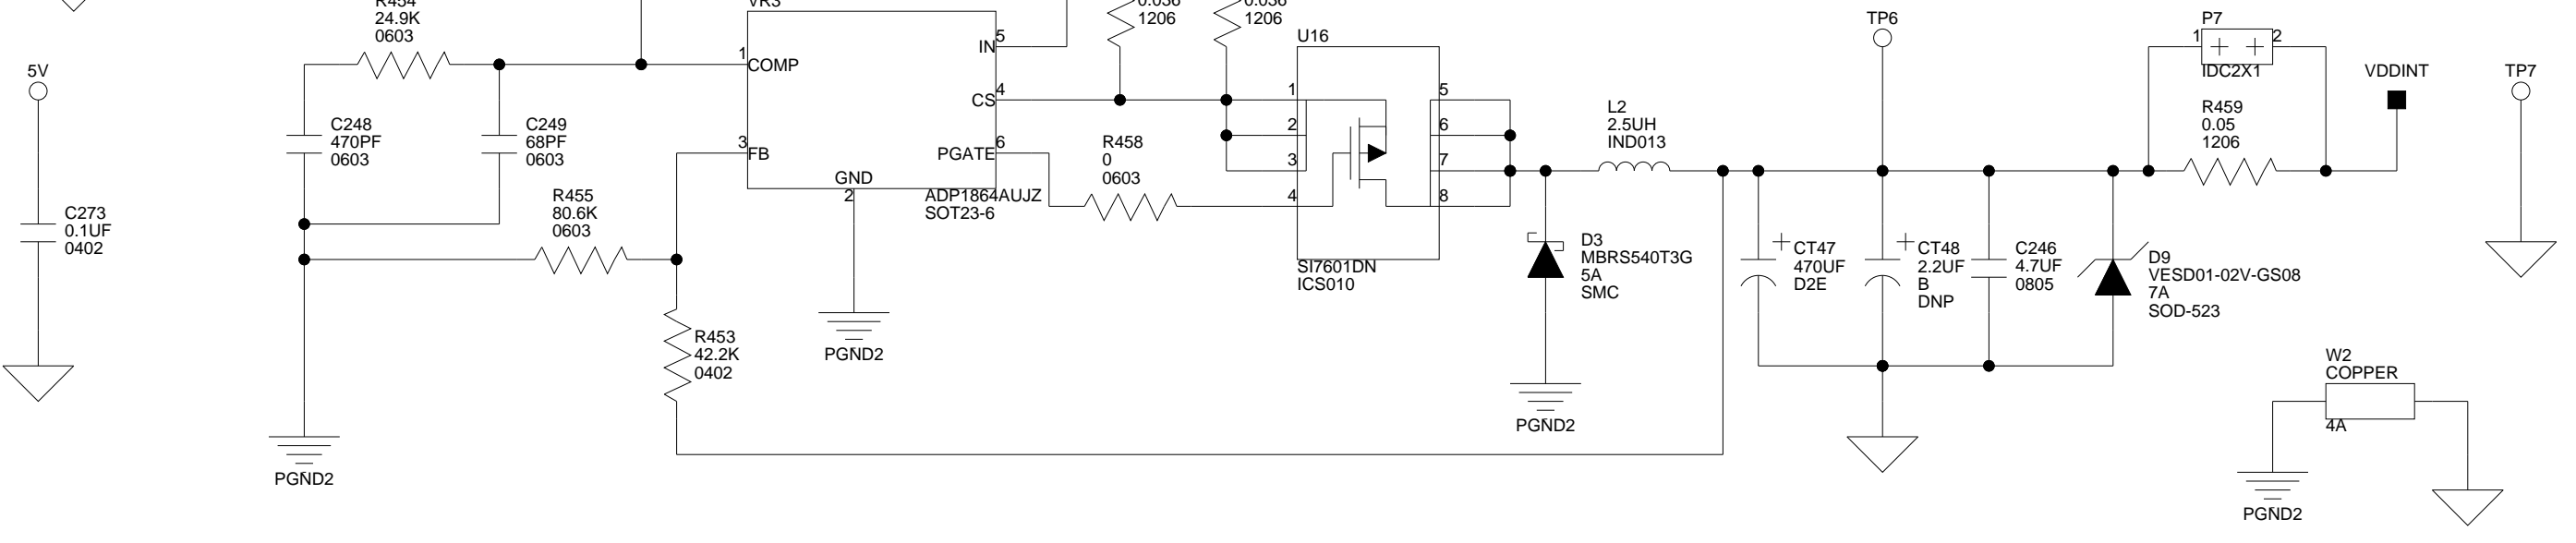 R454
24.9K
0603
5V
C248
470PF
0603
C249
68PF
0603
C273
0.1UF
0402
R455
80.6K
0603
R453
42.2K
0402
PGND2
VR3
1
COMP
IN
5
CS
4
3
FB
PGATE
6
GND
2
ADP1864AUJZ
SOT23-6
PGND2
0.036
1206
0.036
1206
R458
0
0603
U16
1
2
3
4
5
6
7
8
SI7601DN
ICS010
L2
2.5UH
IND013
D3
MBRS540T3G
5A
SMC
PGND2
TP6
+
CT47
470UF
D2E
+
CT48
2.2UF
B
DNP
C246
4.7UF
0805
D9
VESD01-02V-GS08
7A
SOD-523
P7
1
2
IDC2X1
R459
0.05
1206
VDDINT
TP7
W2
COPPER
4A
PGND2